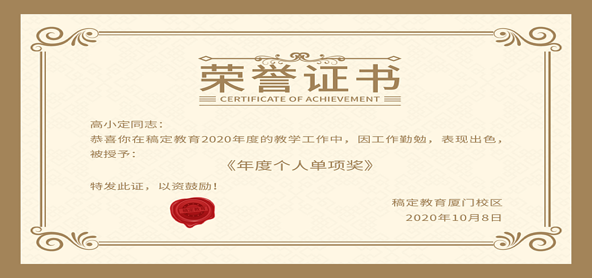 荣誉证书
CERTIFICATE OF ACHIEVEMENT
高小定同志：
恭喜你在稿定教育2020年度的教学工作中，因工作勤勉，表现出色，
被授予：
《年度个人单项奖》
特发此证，以资鼓励！
稿定教育厦门校区
2020年10月8日